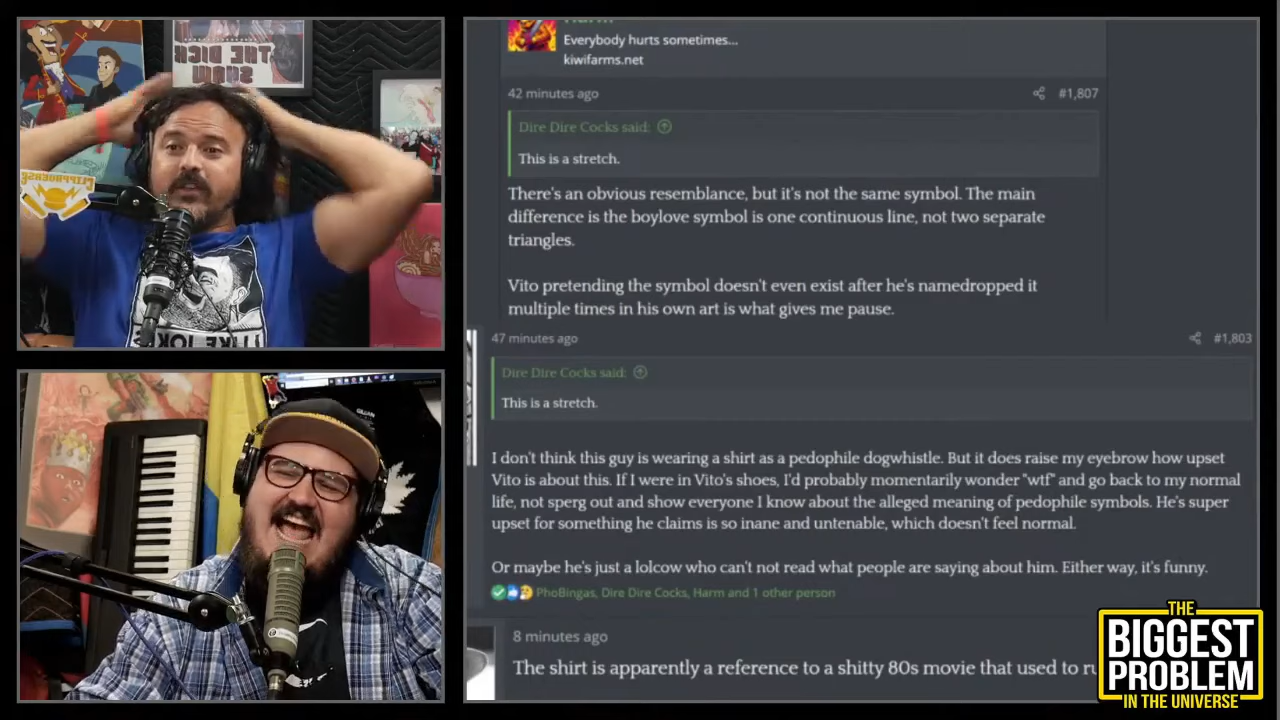 THE DICK
SHOW
FLIPPOVERSE
I LIKE JOKES
Harm
Everybody hurts sometimes...
kiwifarms.net
42 minutes ago
#1,807
Dire Dire Cocks said:
This is a stretch.
There's an obvious resemblance, but it's not the same symbol. The main
difference is the boylove symbol is one continuous line, not two separate
triangles.
Vito pretending the symbol doesn't even exist after he's namedropped it
multiple times in his own art is what gives me pause.
47 minutes ago
#1,803
Dire Dire Cocks said:
This is a stretch.
I don't think this guy is wearing a shirt as a pedophile dogwhistle. But it does raise my eyebrow how upset
Vito is about this. If I were in Vito's shoes, I'd probably momentarily wonder "wtf" and go back to my normal
life, not sperg out and show everyone I know about the alleged meaning of pedophile symbols. He's super
upset for something he claims is so inane and untenable, which doesn't feel normal.
Or maybe he's just a lolcow who can't not read what people are saying about him. Either way, it's funny.
PhoBingas, Dire Dire Cocks, Harm and 1 other person
8 minutes ago
The shirt is apparently a reference to a shitty 80s movie that used to ru
THE
BIGGEST
PROBLEM
IN THE UNIVERSE